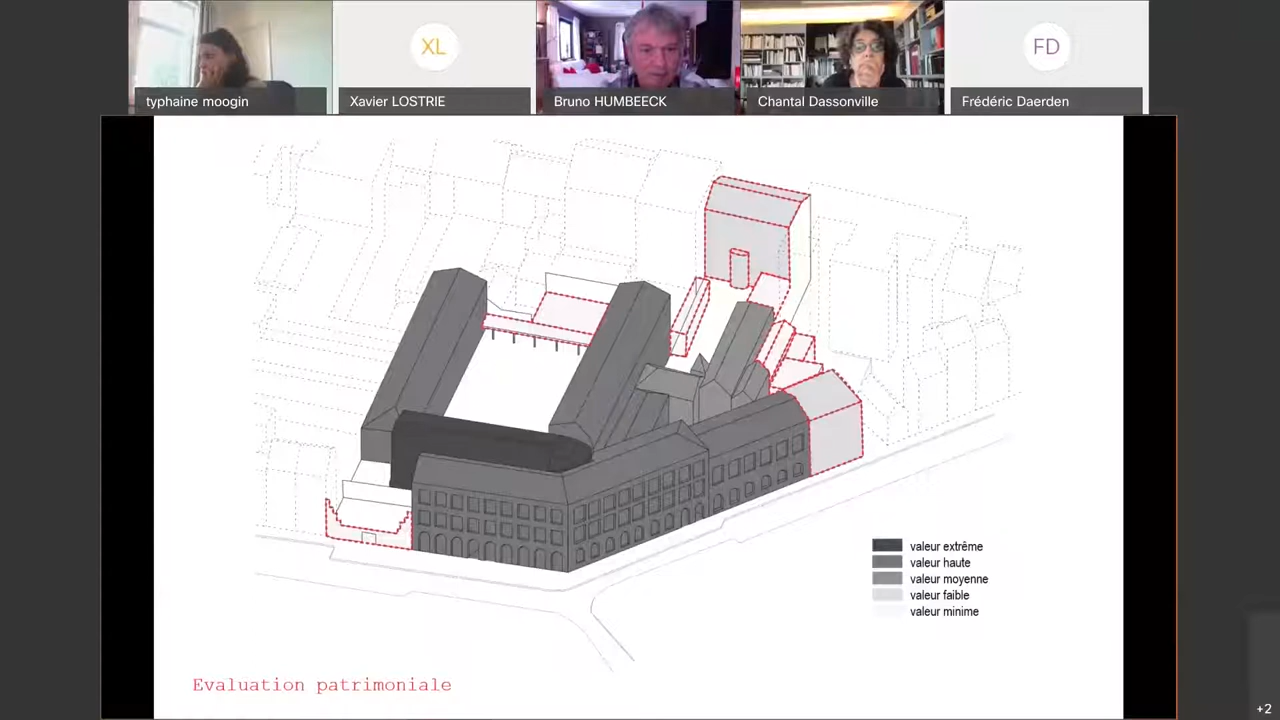 XL
FD
typhaine moogin
Xavier LOSTRIE
Bruno HUMBEECK
Chantal Dassonville
Frédéric Daerden
valeur extrême
valeur haute
valeur moyenne
valeur faible
valeur minime
Evaluation patrimoniale
+2